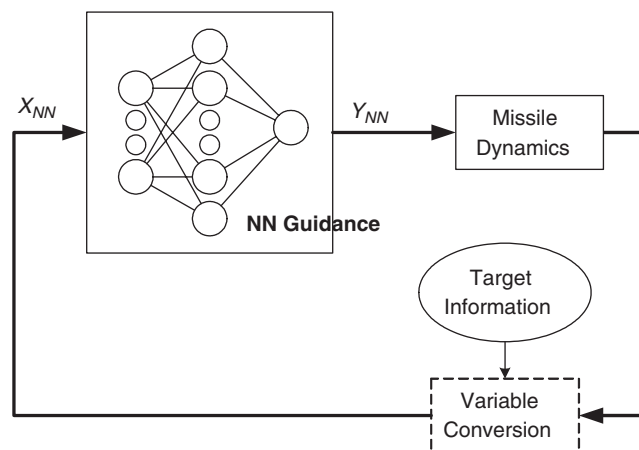 X_NN
Y_NN
Missile
Dynamics
NN Guidance
Target
Information
Variable
Conversion